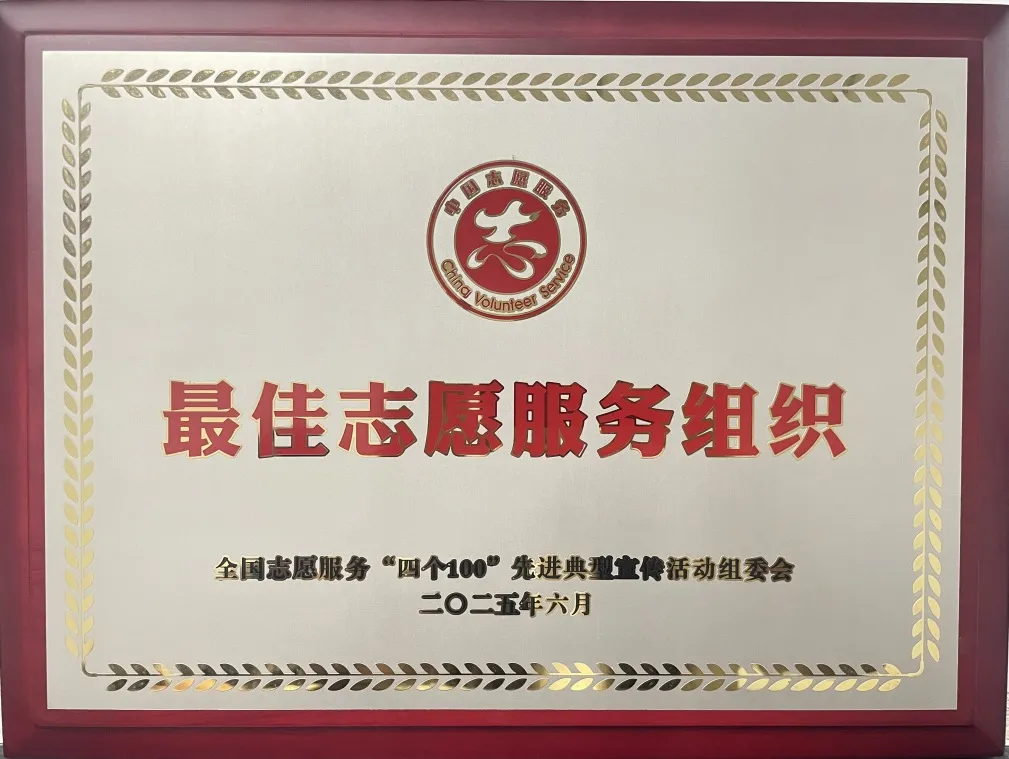 中国志愿服务
China Volunteer Service
最佳志愿服务组织
全国志愿服务“四个100”先进典型宣传活动组委会
二〇二五年六月